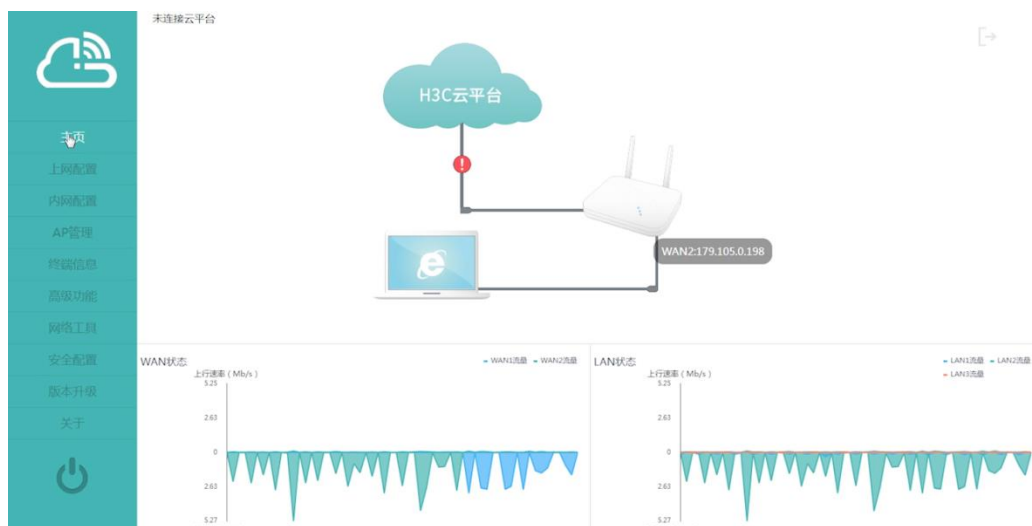 未连接云平台
主页
上网配置
内网配置
AP管理
终端信息
高级功能
网络工具
安全配置
版本升级
关于
H3C云平台
WAN2:179.105.0.198
WAN状态
WAN1流量 WAN2流量
上行速率（Mb/s）
5.25
2.63
0
2.63
5.27
LAN状态
LAN1流量 LAN2流量
LAN3流量
上行速率（Mb/s）
5.25
2.63
0
2.63
5.27